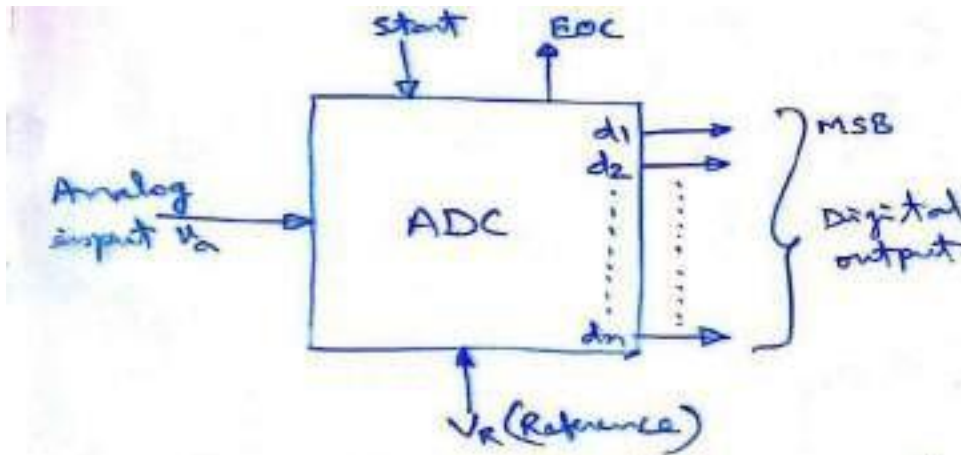 Start
EOC
d1
MSB
d2
Analog
input Va
ADC
Digital
output
dn
VR (Reference)